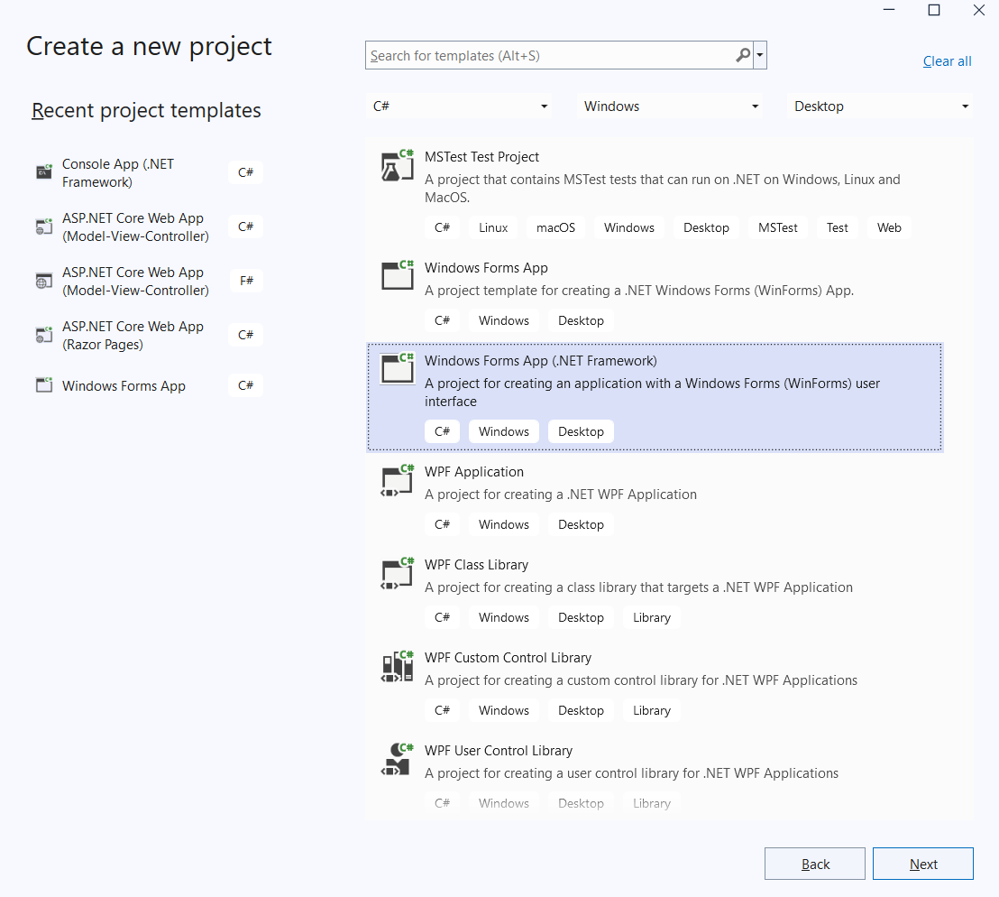 Create a new project
Search for templates (Alt+S)
Clear all
Recent project templates
C#
Windows
Desktop
Console App (.NET
Framework)
C#
ASP.NET Core Web App
(Model-View-Controller)
C#
ASP.NET Core Web App
(Model-View-Controller)
F#
ASP.NET Core Web App
(Razor Pages)
C#
Windows Forms App
C#
MSTest Test Project
A project that contains MSTest tests that can run on .NET on Windows, Linux and
MacOS.
C# Linux macOS Windows Desktop MSTest Test Web
Windows Forms App
A project template for creating a .NET Windows Forms (WinForms) App.
C# Windows Desktop
Windows Forms App (.NET Framework)
A project for creating an application with a Windows Forms (WinForms) user
interface
C# Windows Desktop
WPF Application
A project for creating a .NET WPF Application
C# Windows Desktop
WPF Class Library
A project for creating a class library that targets a .NET WPF Application
C# Windows Desktop Library
WPF Custom Control Library
A project for creating a custom control library for .NET WPF Applications
C# Windows Desktop Library
WPF User Control Library
A project for creating a user control library for .NET WPF Applications
C# Windows Desktop Library
Back
Next